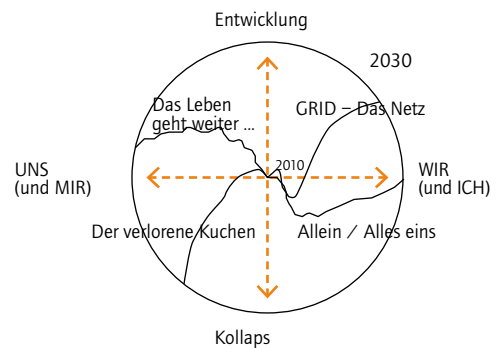 Entwicklung
2030
Das Leben
geht weiter ...
GRID – Das Netz
2010
UNS
(und MIR)
WIR
(und ICH)
Der verlorene Kuchen
Allein / Alles eins
Kollaps